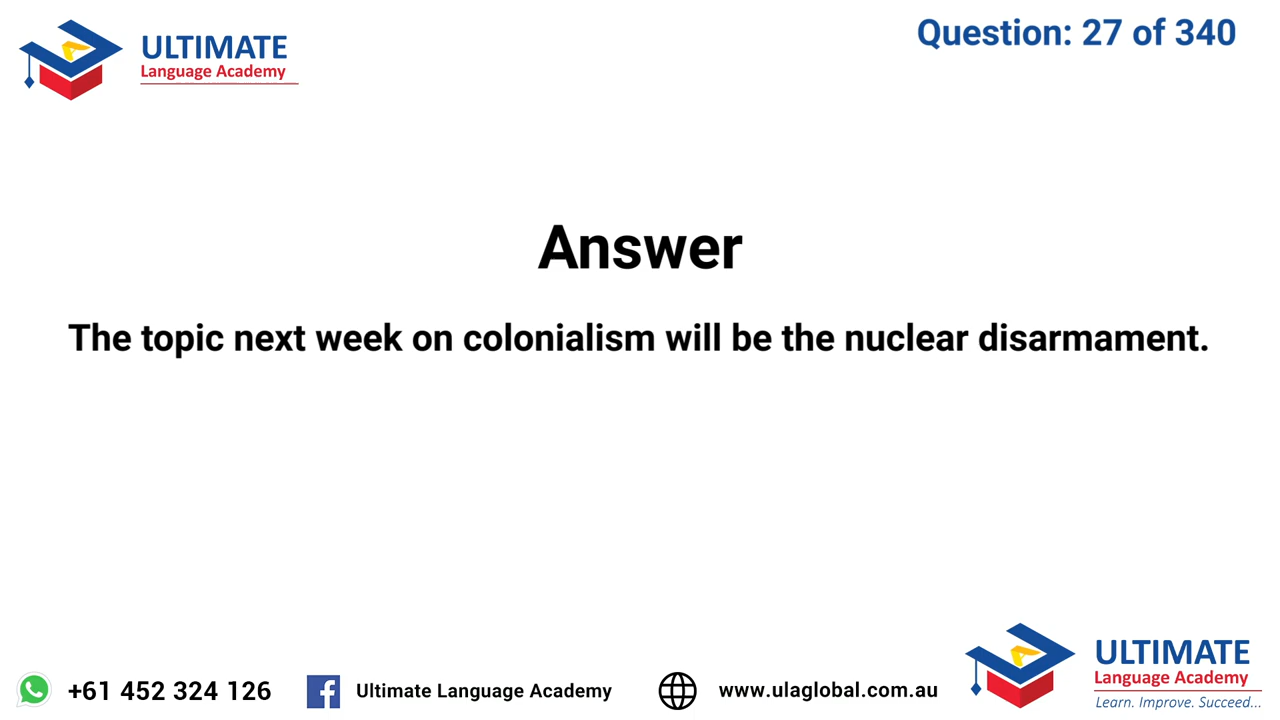 ULTIMATE
Language Academy
Question: 27 of 340
Answer
The topic next week on colonialism will be the nuclear disarmament.
+61 452 324 126
Ultimate Language Academy
www.ulaglobal.com.au
ULTIMATE
Language Academy
Learn. Improve. Succeed...